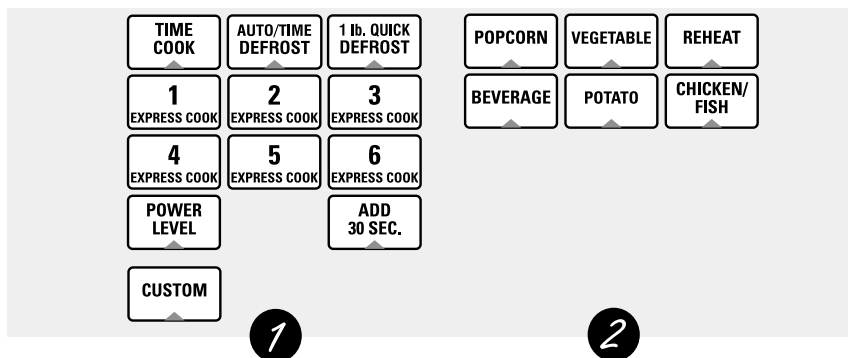 TIME
COOK
AUTO/TIME
DEFROST
1 lb. QUICK
DEFROST
1
EXPRESS COOK
2
EXPRESS COOK
3
EXPRESS COOK
4
EXPRESS COOK
5
EXPRESS COOK
6
EXPRESS COOK
POWER
LEVEL
ADD
30 SEC.
CUSTOM
1
POPCORN
VEGETABLE
REHEAT
BEVERAGE
POTATO
CHICKEN/
FISH
2